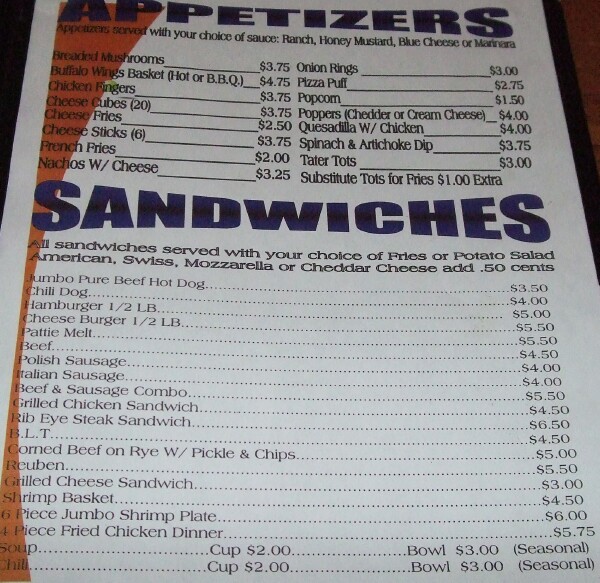 APPETIZERS
Appetizers served with your choice of sauce: Ranch, Honey Mustard, Blue Cheese or Marinara
Breaded Mushrooms $3.75
Buffalo Wings Basket (Hot or B.B.Q.) $4.75
Chicken Fingers $3.75
Cheese Cubes (20) $3.75
Cheese Fries $2.50
Cheese Sticks (6) $3.75
French Fries $2.00
Nachos W/ Cheese $3.25
Onion Rings $3.00
Pizza Puff $2.75
Popcorn $1.50
Poppers (Chedder or Cream Cheese) $4.00
Quesadilla W/ Chicken $4.00
Spinach & Artichoke Dip $3.75
Tater Tots $3.00
Substitute Tots for Fries $1.00 Extra
SANDWICHES
All sandwiches served with your choice of Fries or Potato Salad
American, Swiss, Mozzarella or Cheddar Cheese add .50 cents
Jumbo Pure Beef Hot Dog $3.50
Chili Dog $4.00
Hamburger 1/2 LB $5.00
Cheese Burger 1/2 LB $5.50
Pattie Melt $5.50
Beef $4.50
Polish Sausage $4.00
Italian Sausage $4.00
Beef & Sausage Combo $5.50
Grilled Chicken Sandwich $4.50
Rib Eye Steak Sandwich $6.50
B.L.T. $4.50
Corned Beef on Rye W/ Pickle & Chips $5.00
Reuben $5.50
Grilled Cheese Sandwich $3.00
Shrimp Basket $4.50
6 Piece Jumbo Shrimp Plate $6.00
4 Piece Fried Chicken Dinner $5.75
Soup Cup $2.00 Bowl $3.00 (Seasonal)
Chili Cup $2.00 Bowl $3.00 (Seasonal)